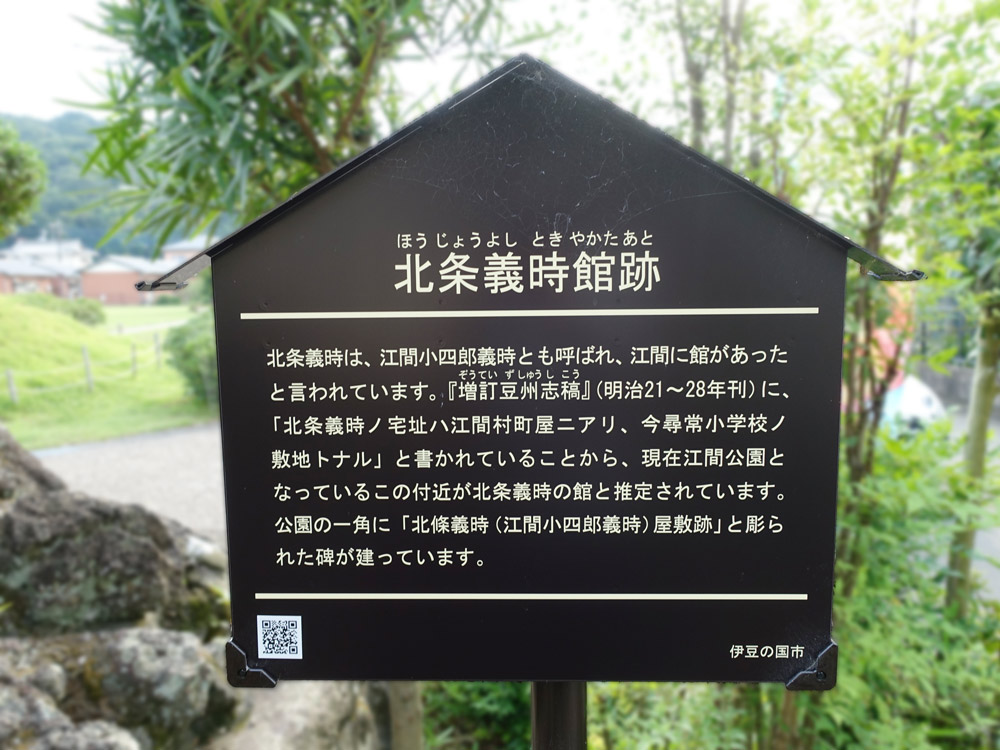 ほうじょうよしときやかたあと
北条義時館跡
北条義時は、江間小四郎義時とも呼ばれ、江間に館があった
ぞうてい ずしゅうし こう
と言われています。『増訂豆州志稿』(明治21～28年刊)に、
「北条義時ノ宅址ハ江間村町屋ニアリ、今尋常小学校ノ
敷地トナル」と書かれていることから、現在江間公園と
なっているこの付近が北条義時の館と推定されています。
公園の一角に「北條義時(江間小四郎義時)屋敷跡」と彫ら
れた碑が建っています。
伊豆の国市